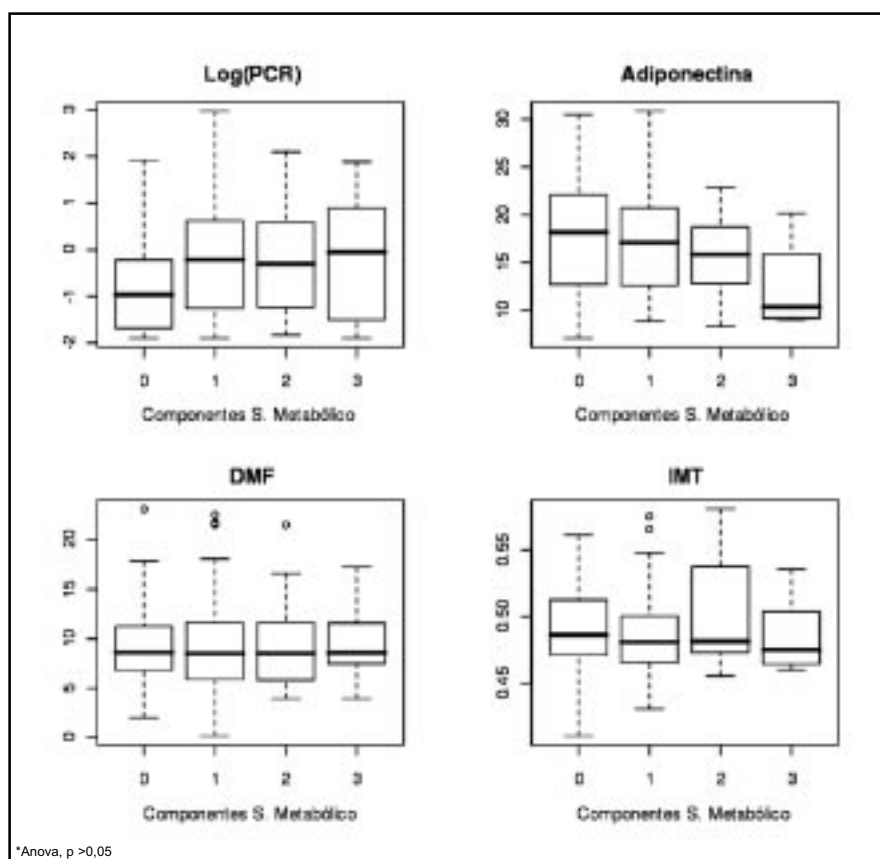 Log(PCR)
3
2
1
0
-1
-2
0 1 2 3
Componentes S. Metabólico
Adiponectina
30
25
20
15
10
0 1 2 3
Componentes S. Metabólico
DMF
20
15
10
5
0
0 1 2 3
Componentes S. Metabólico
IMT
0.55
0.50
0.45
0 1 2 3
Componentes S. Metabólico
*Anova, p >0,05